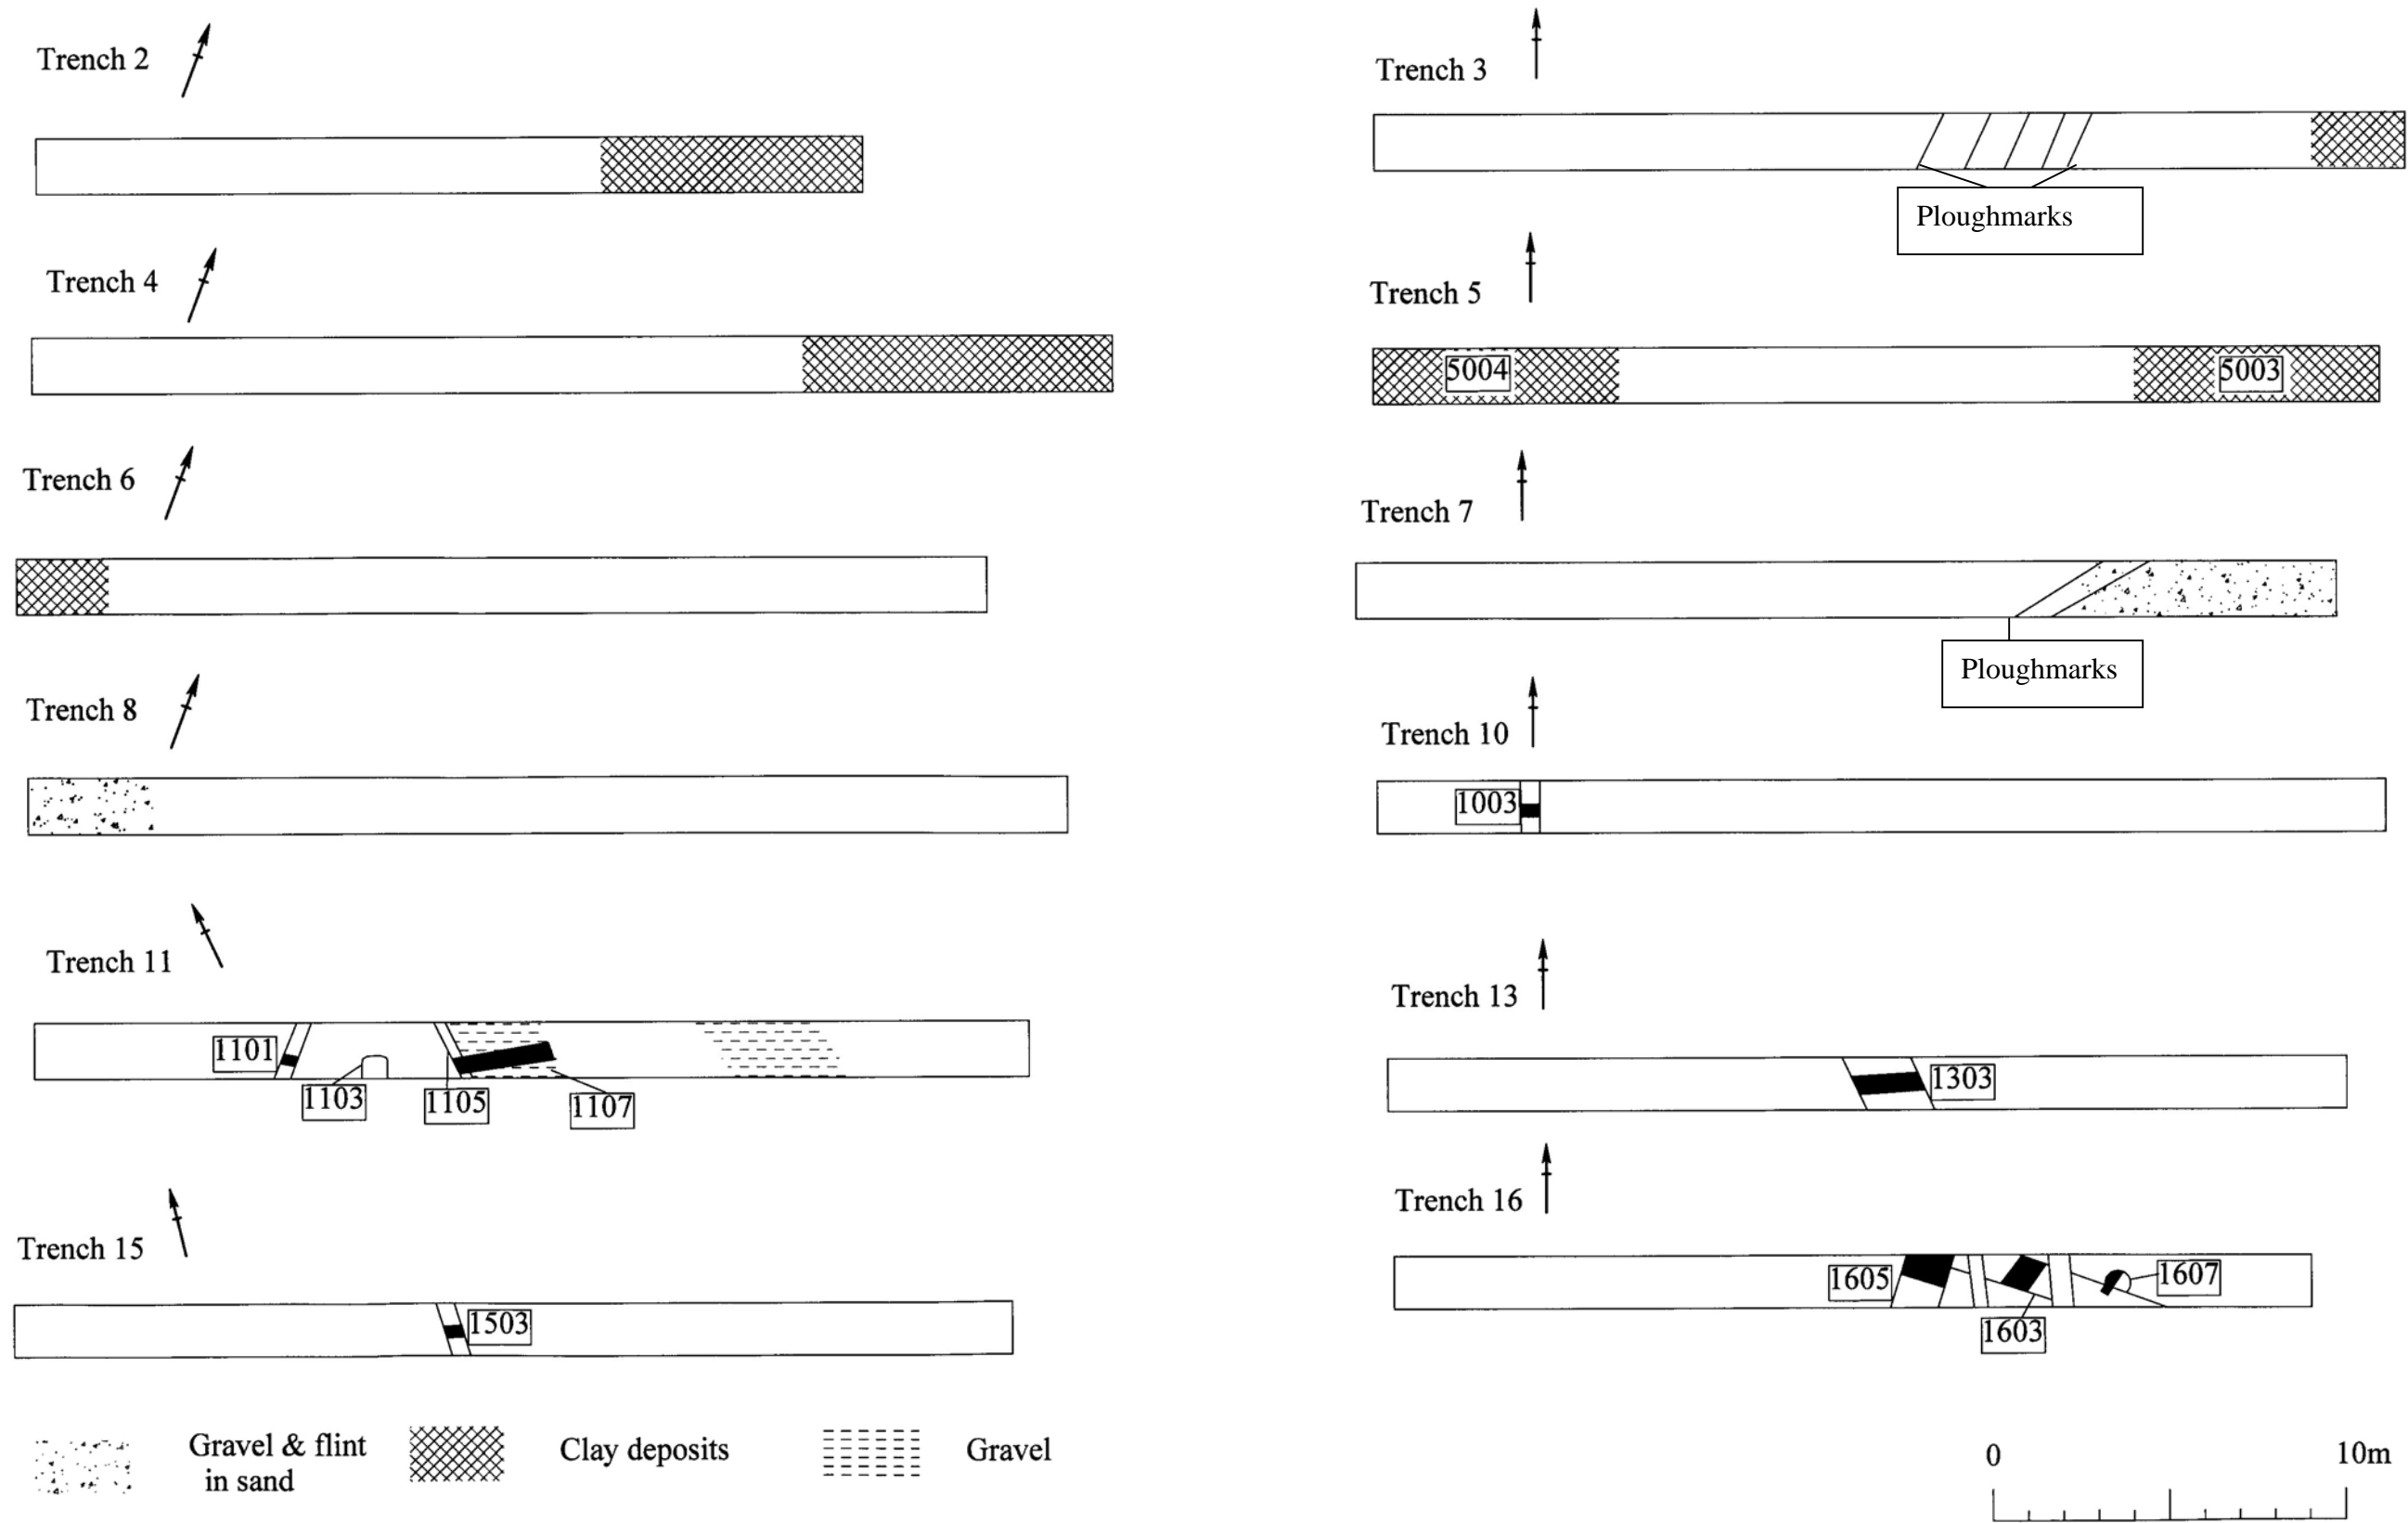 Trench 2
Trench 3
Ploughmarks
Trench 4
Trench 5
5004
5003
Trench 6
Trench 7
Ploughmarks
Trench 8
Trench 10
1003
Trench 11
1101
1103
1105
1107
Trench 13
1303
Trench 15
1503
Trench 16
1605
1607
1603
Gravel & flint
in sand
Clay deposits
Gravel
0
10m